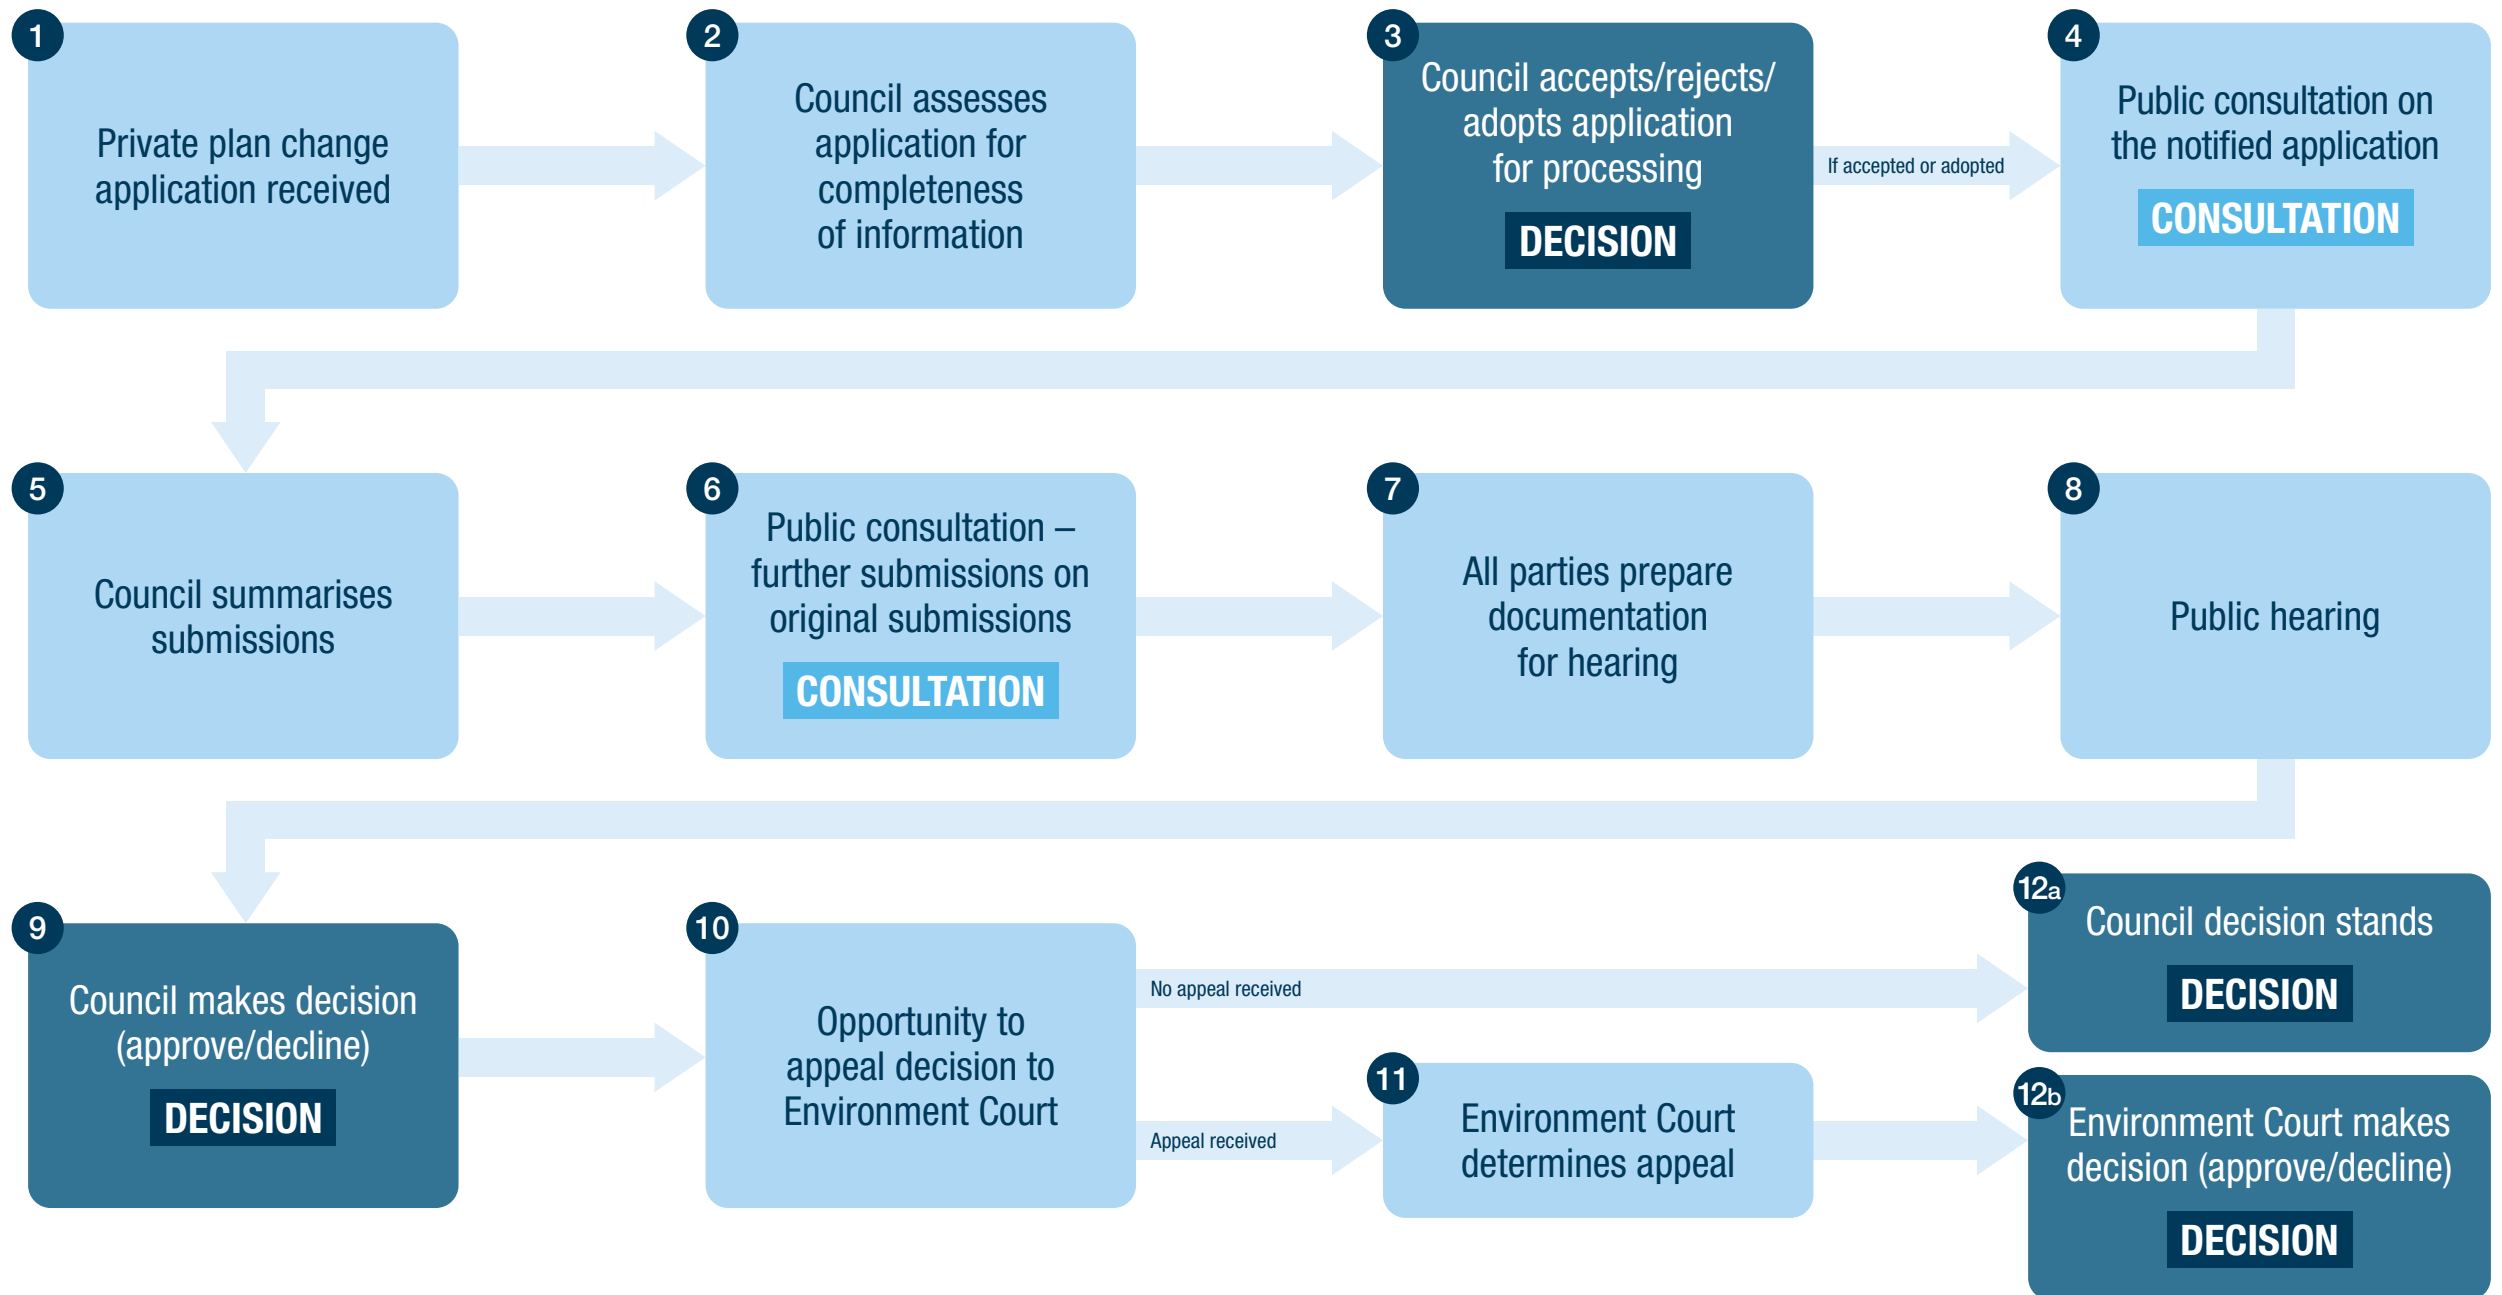 1
Private plan change
application received
2
Council assesses
application for
completeness
of information
3
Council accepts/rejects/
adopts application
for processing
DECISION
If accepted or adopted
4
Public consultation on
the notified application
CONSULTATION
5
Council summarises
submissions
6
Public consultation –
further submissions on
original submissions
CONSULTATION
7
All parties prepare
documentation
for hearing
8
Public hearing
9
Council makes decision
(approve/decline)
DECISION
10
Opportunity to
appeal decision to
Environment Court
No appeal received
12a
Council decision stands
DECISION
Appeal received
11
Environment Court
determines appeal
12b
Environment Court makes
decision (approve/decline)
DECISION